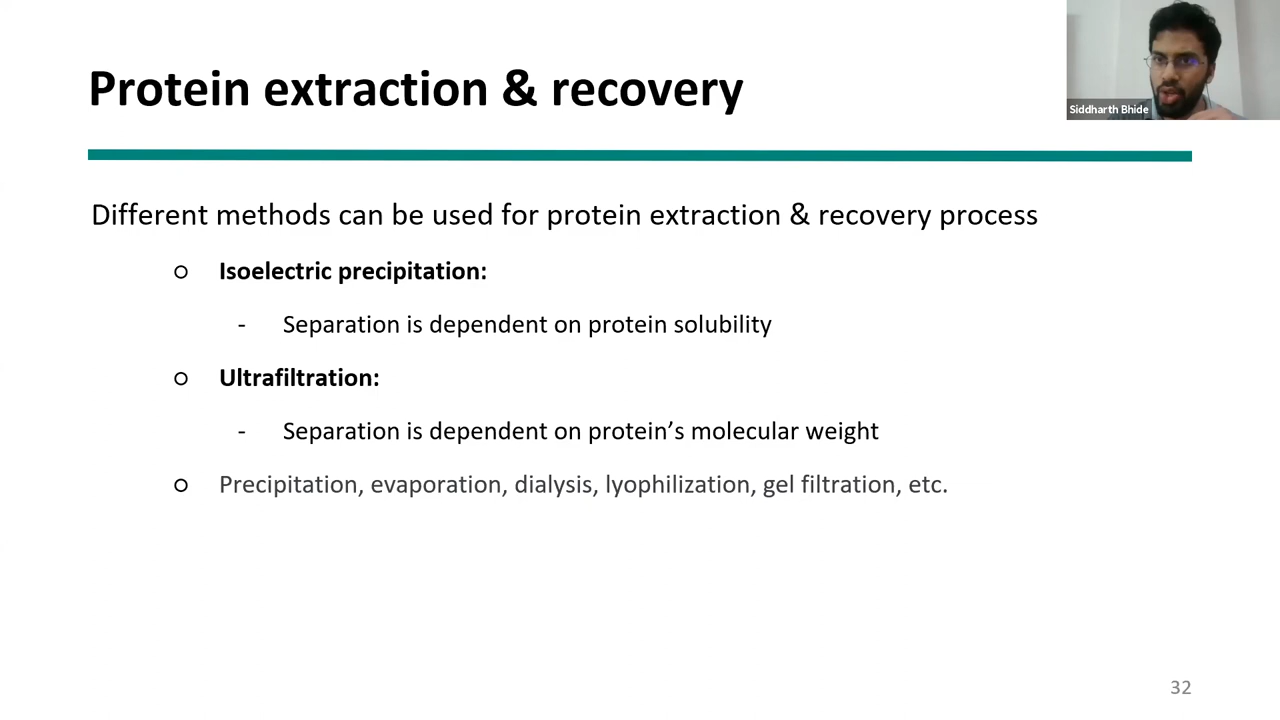 Protein extraction & recovery
Siddharth Bhide
Different methods can be used for protein extraction & recovery process
○ Isoelectric precipitation:
- Separation is dependent on protein solubility
○ Ultrafiltration:
- Separation is dependent on protein’s molecular weight
○ Precipitation, evaporation, dialysis, lyophilization, gel filtration, etc.
32